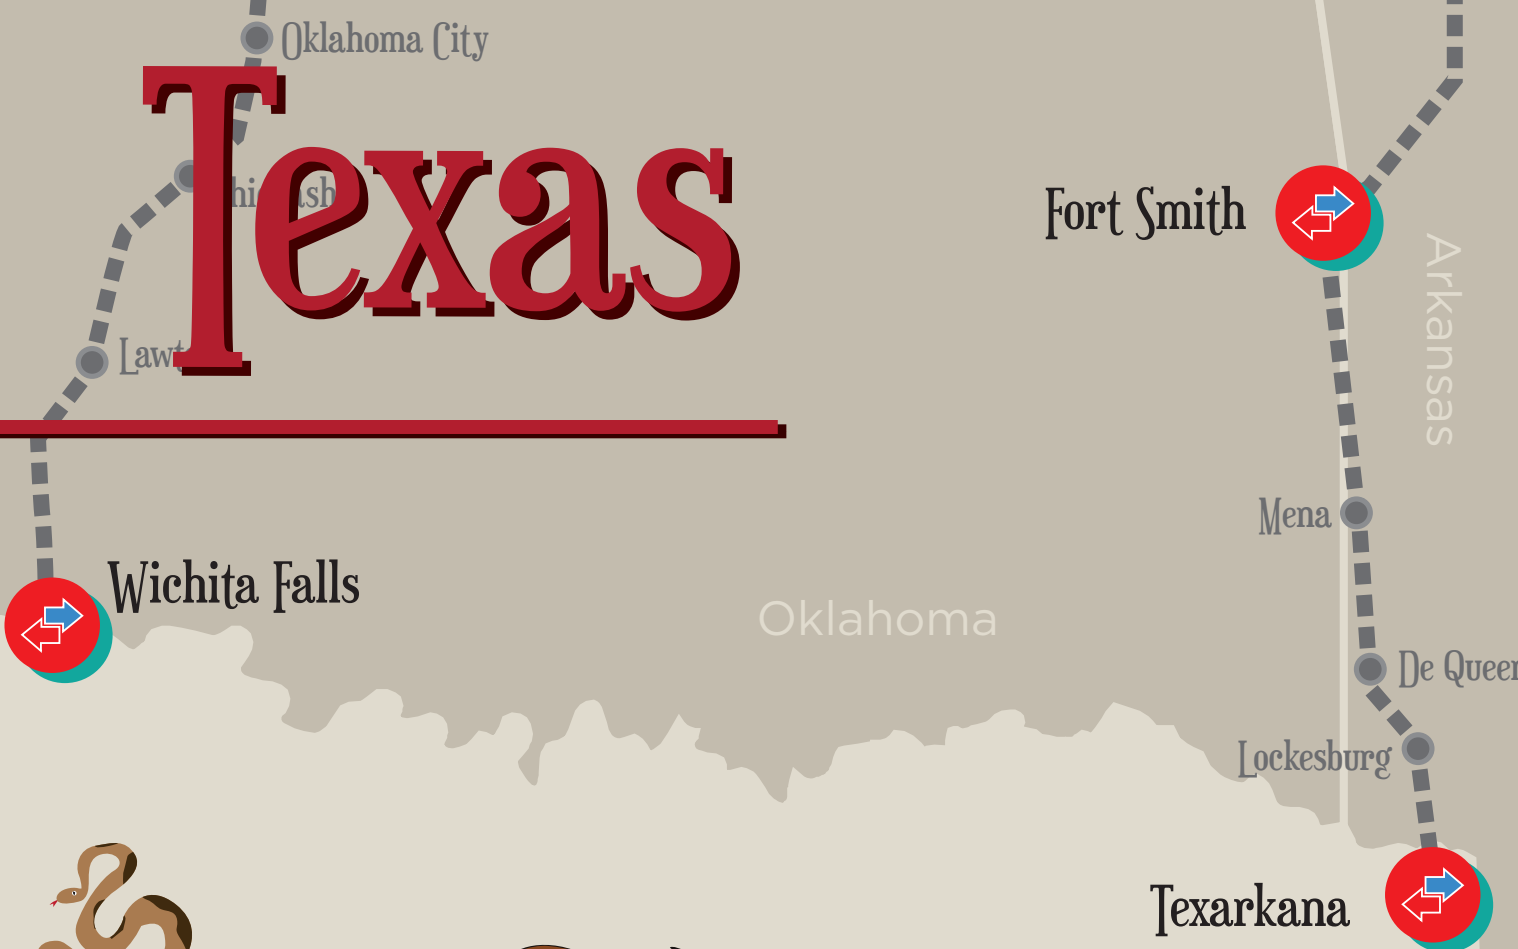 Oklahoma City
Texas
Fort Smith
Arkansas
Mena
Wichita Falls
Oklahoma
De Queen
Lockesburg
Texarkana